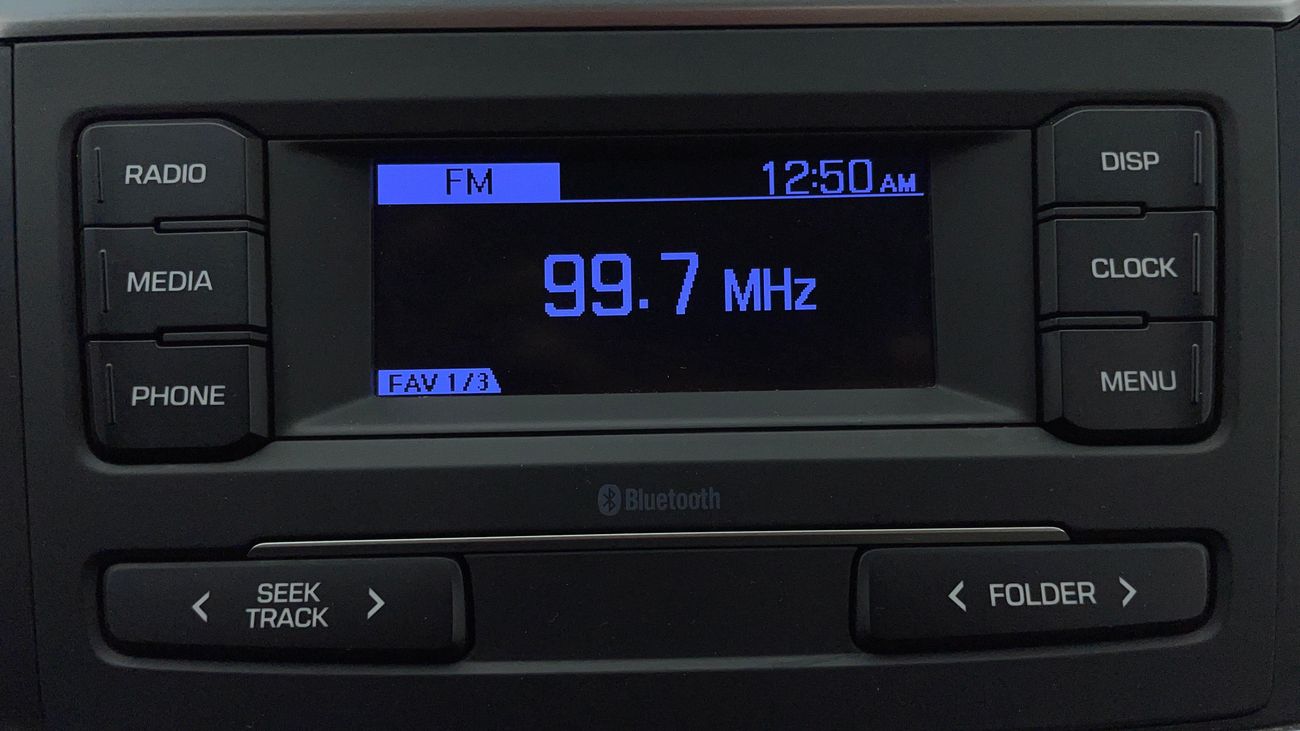 RADIO
MEDIA
PHONE
FM
12:50 AM
99.7 MHz
FAV 1/3
DISP
CLOCK
MENU
Bluetooth
< SEEK TRACK >
< FOLDER >